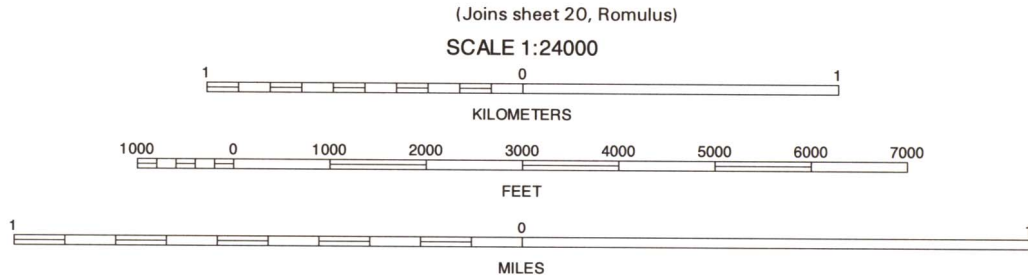 (Joins sheet 20, Romulus)
SCALE 1:24000
1 0 1
KILOMETERS
1000 0 1000 2000 3000 4000 5000 6000 7000
FEET
1 0 1
MILES